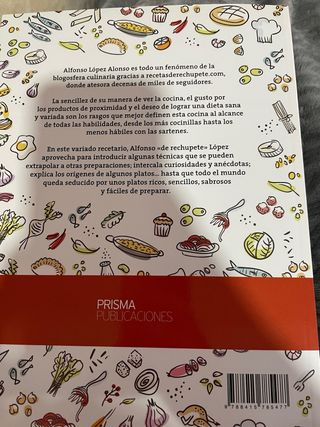 Alfonso López Alonso es todo un fenómeno de la
blogosfera culinaria gracias a recetasderechupete.com,
donde atesora decenas de miles de seguidores.
La sencillez de su manera de ver la cocina, el gusto por
los productos de proximidad y el deseo de lograr una dieta sana
y variada son los rasgos que mejor definen esta cocina al alcance
de todas las habilidades, desde los más cocinillas hasta los
menos hábiles con las sartenes.
En este variado recetario, Alfonso «de rechupete» López
aprovecha para introducir algunas técnicas que se pueden
extrapolar a otras preparaciones; intercala curiosidades y anécdotas;
explica los orígenes de algunos platos... hasta que todo el mundo
queda seducido por unos platos ricos, sencillos, sabrosos
y fáciles de preparar.
PRISMA
PUBLICACIONES
9 788415 785477